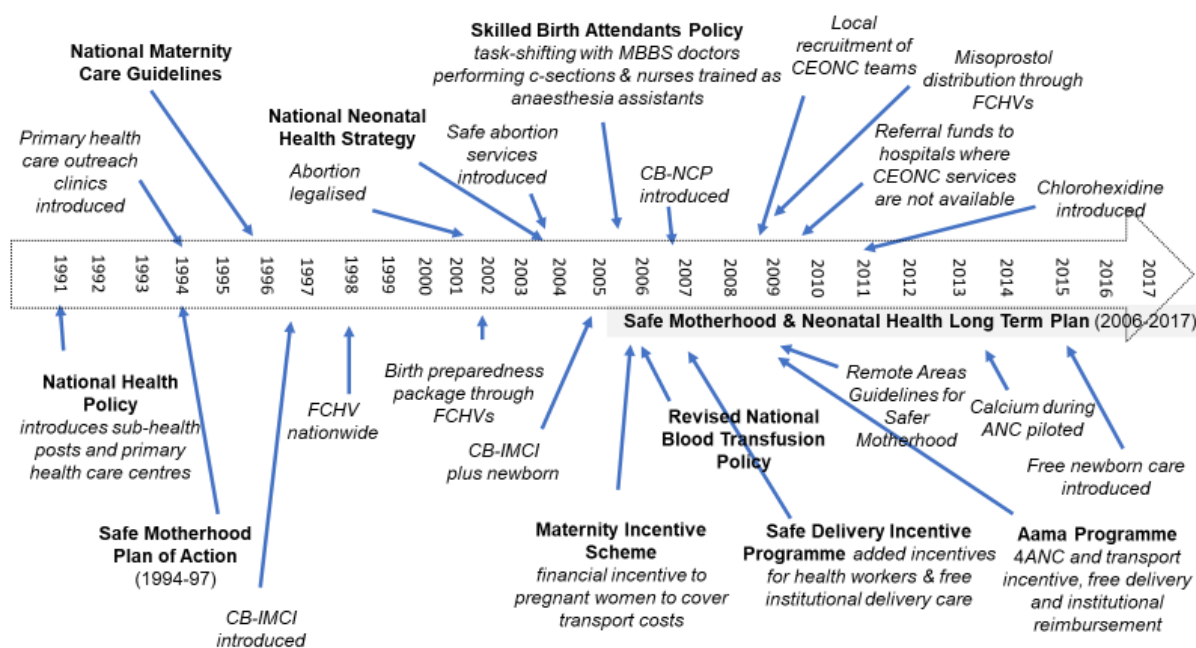 National Maternity
Care Guidelines
Primary health
care outreach
clinics
introduced
National Neonatal
Health Strategy
Abortion
legalised
Safe abortion
services
introduced
Skilled Birth Attendants Policy
task-shifting with MBBS doctors
performing c-sections & nurses trained as
anaesthesia assistants
CB-NCP
introduced
Local
recruitment of
CEONC teams
Misoprostol
distribution through
FCHVs
Referral funds to
hospitals where
CEONC services
are not available
Chlorohexidine
introduced
1991
1992
1993
1994
1995
1996
1997
1998
1999
2000
2001
2002
2003
2004
2005
2006
2007
2008
2009
2010
2011
2012
2013
2014
2015
2016
2017
Safe Motherhood & Neonatal Health Long Term Plan (2006-2017)
National Health
Policy
introduces sub-health
posts and primary
health care centres
Safe Motherhood
Plan of Action
(1994-97)
CB-IMCI
introduced
FCHV
nationwide
Birth preparedness
package through
FCHVs
CB-IMCI
plus newborn
Maternity Incentive
Scheme
financial incentive to
pregnant women to cover
transport costs
Revised National
Blood Transfusion
Policy
Safe Delivery Incentive
Programme added incentives
for health workers & free
institutional delivery care
Remote Areas
Guidelines for
Safer
Motherhood
Calcium during
ANC piloted
Free newborn care
introduced
Aama Programme
4ANC and transport
incentive, free delivery
and institutional
reimbursement